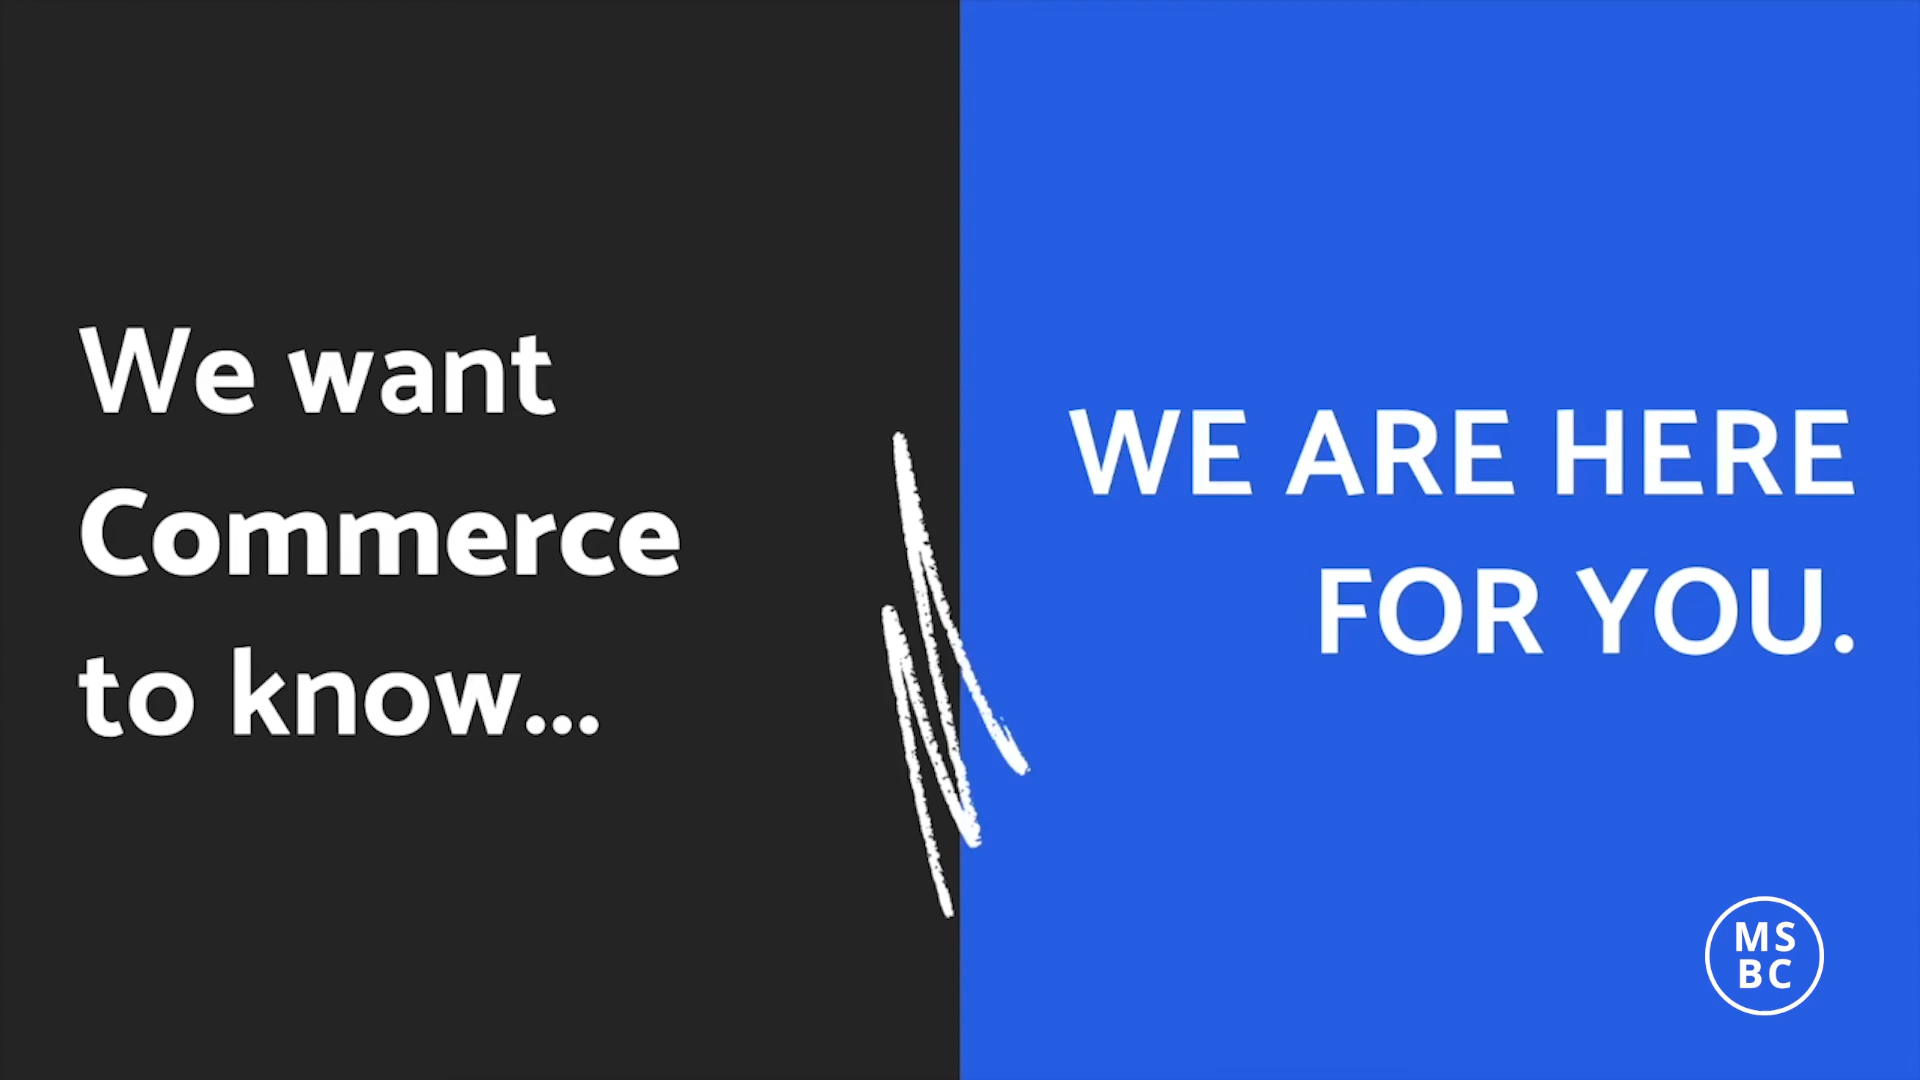 We want
Commerce
to know...
WE ARE HERE
FOR YOU.
MS
BC